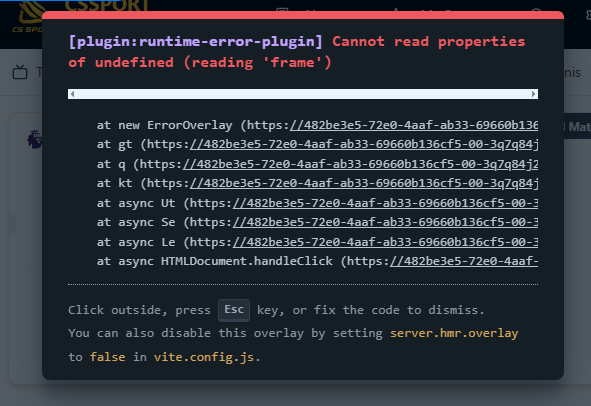 CSSPORT
CS SPO
[plugin:runtime-error-plugin] Cannot read properties
of undefined (reading 'frame')
at new ErrorOverlay (https://482be3e5-72e0-4aaf-ab33-69660b136
at gt (https://482be3e5-72e0-4aaf-ab33-69660b136cf5-00-3q7q84j
at q (https://482be3e5-72e0-4aaf-ab33-69660b136cf5-00-3q7q84j2
at kt (https://482be3e5-72e0-4aaf-ab33-69660b136cf5-00-3q7q84j
at async Ut (https://482be3e5-72e0-4aaf-ab33-69660b136cf5-00-3
at async Se (https://482be3e5-72e0-4aaf-ab33-69660b136cf5-00-3
at async Le (https://482be3e5-72e0-4aaf-ab33-69660b136cf5-00-3
at async HTMLDocument.handleClick (https://482be3e5-72e0-4aaf-
nis
Mat
Click outside, press Esc key, or fix the code to dismiss.
You can also disable this overlay by setting server.hmr.overlay
to false in vite.config.js.